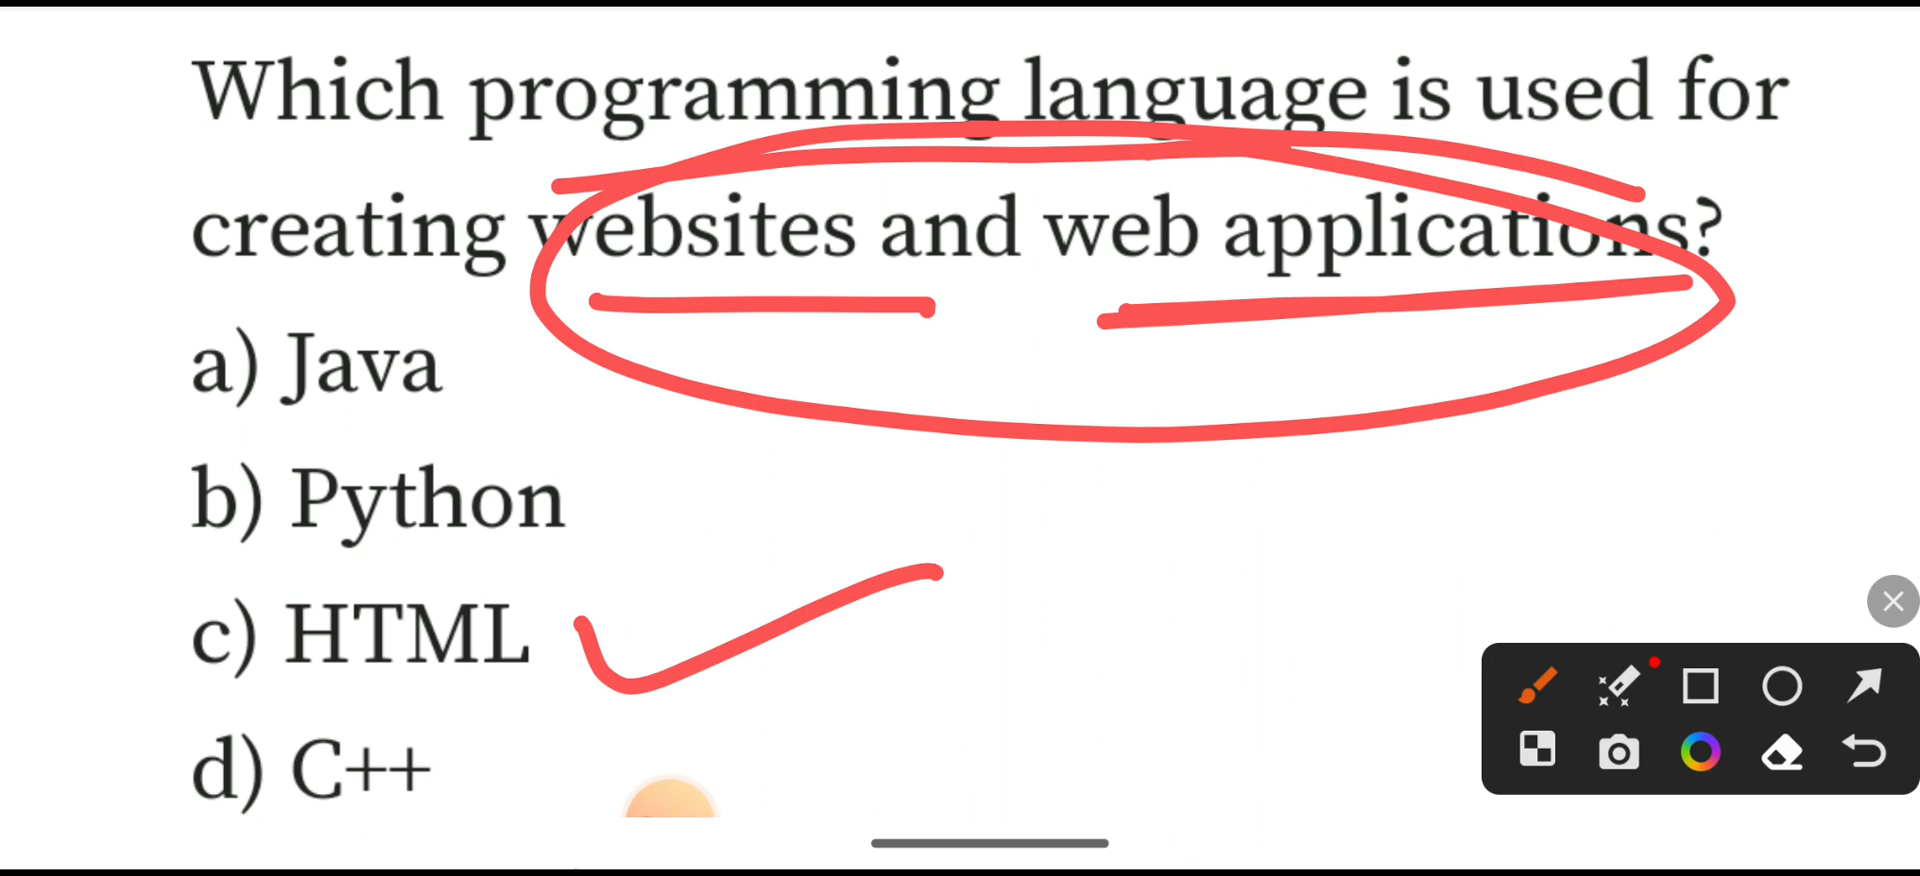 Which programming language is used for
creating websites and web applications?
a) Java
b) Python
c) HTML
d) C++